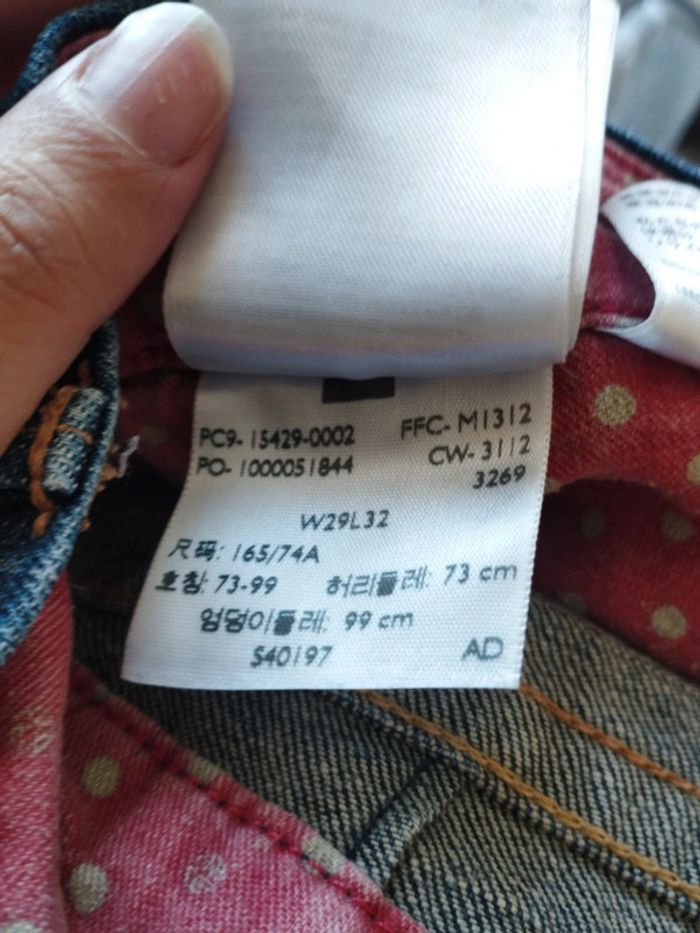 PC9- 15429-0002 FFC- M1312
PO- 1000051844 CW- 3112
3269
W29L32
尺码: 165/74A
호칭: 73-99 허리둘레: 73 cm
엉덩이둘레: 99 cm
S40197 AD